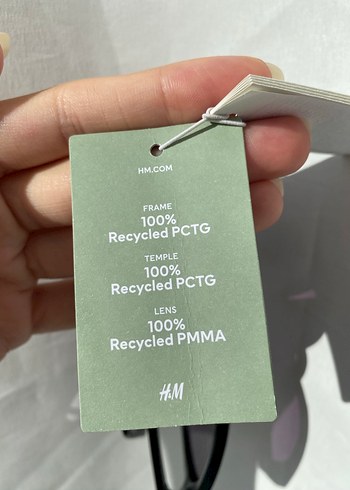 HM.COM
FRAME
100%
Recycled PCTG
TEMPLE
100%
Recycled PCTG
LENS
100%
Recycled PMMA
H&M